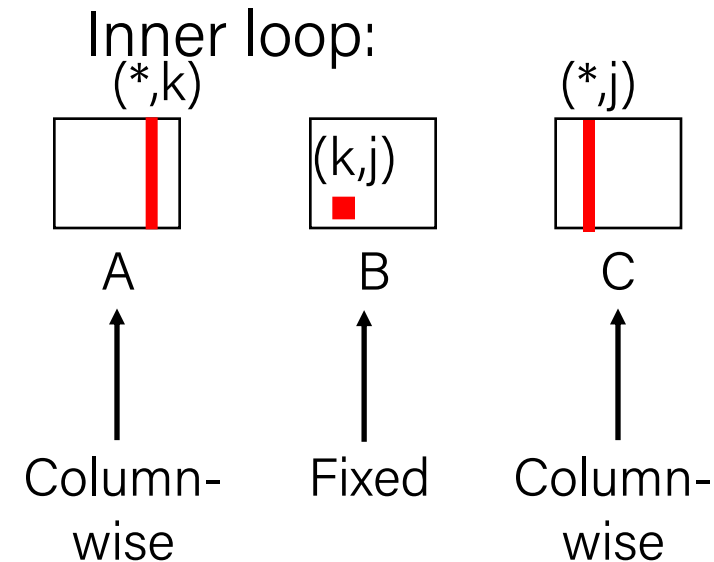 Inner loop:
(*,k)
(*,j)
(k,j)
A
B
C
Column-
wise
Fixed
Column-
wise